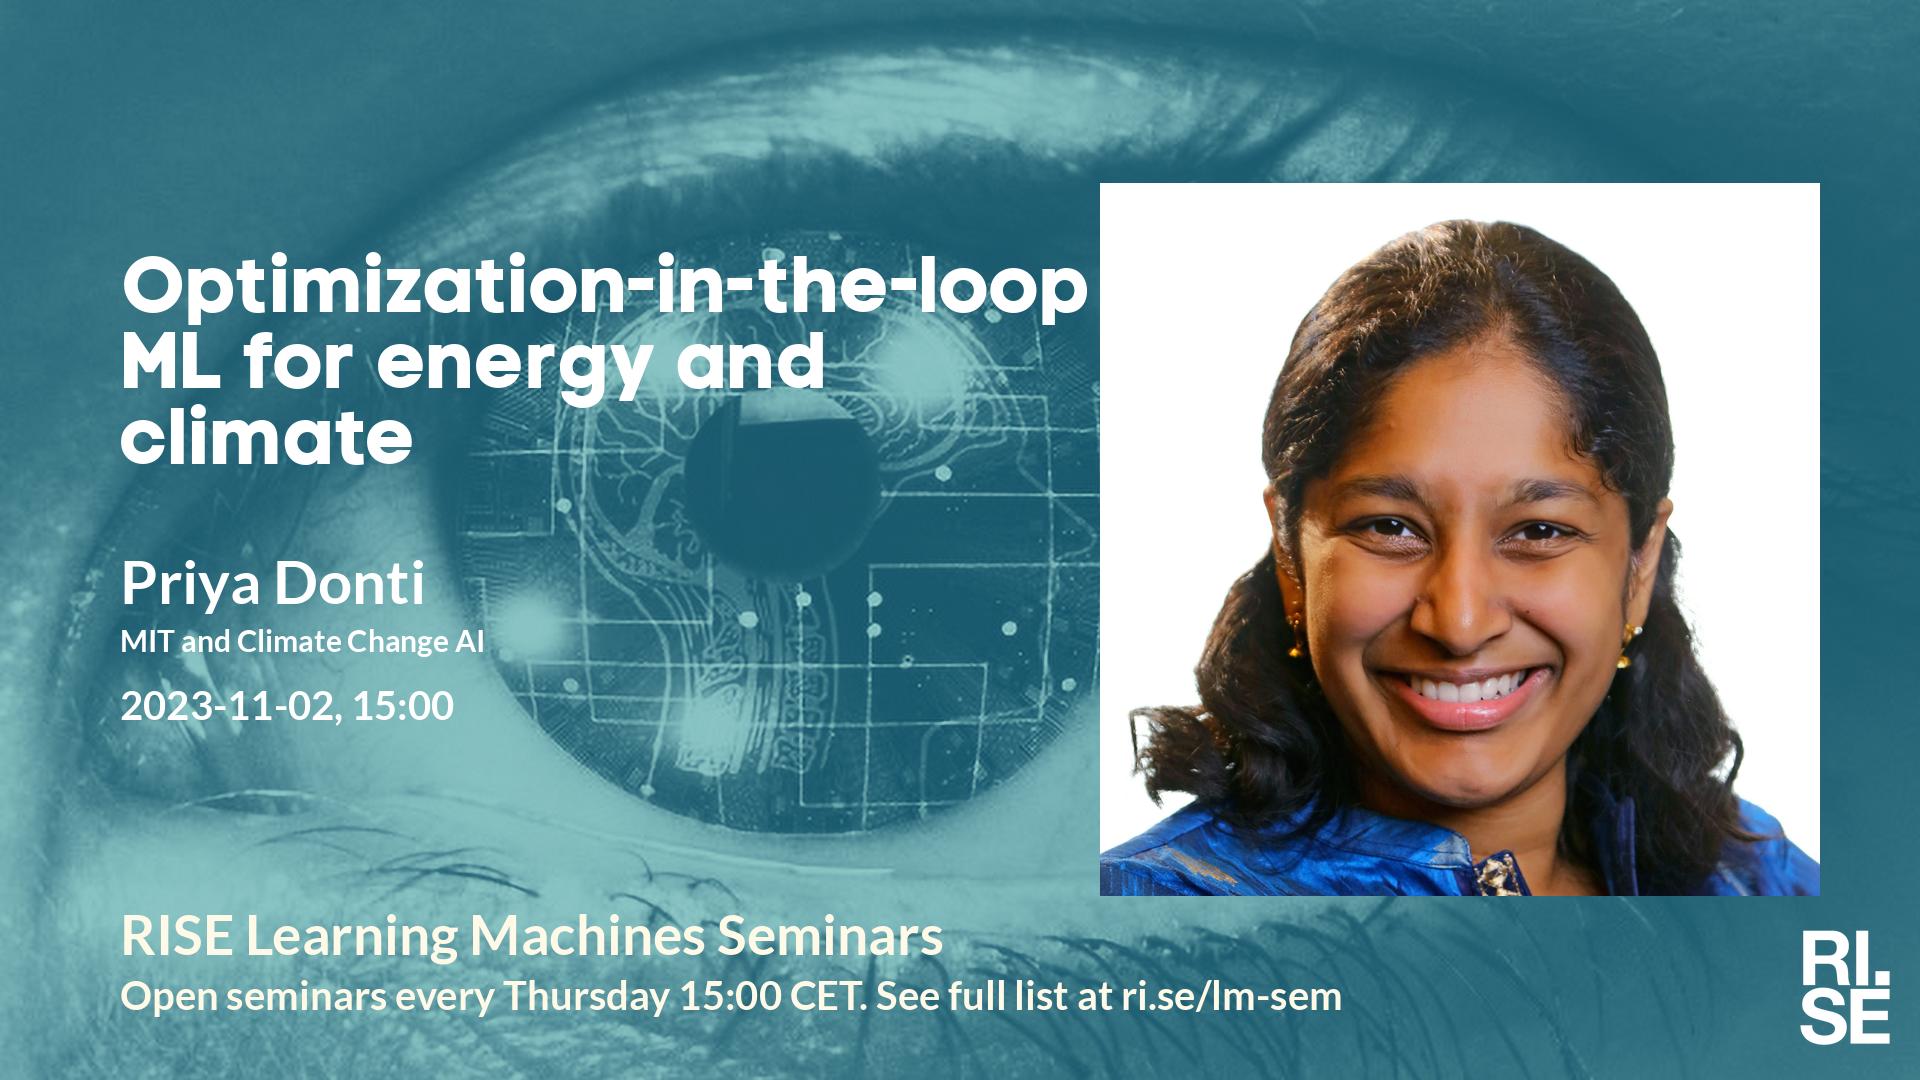 Optimization-in-the-loop
ML for energy and
climate
Priya Donti
MIT and Climate Change AI
2023-11-02, 15:00
RISE Learning Machines Seminars
Open seminars every Thursday 15:00 CET. See full list at ri.se/lm-sem
RI.
SE